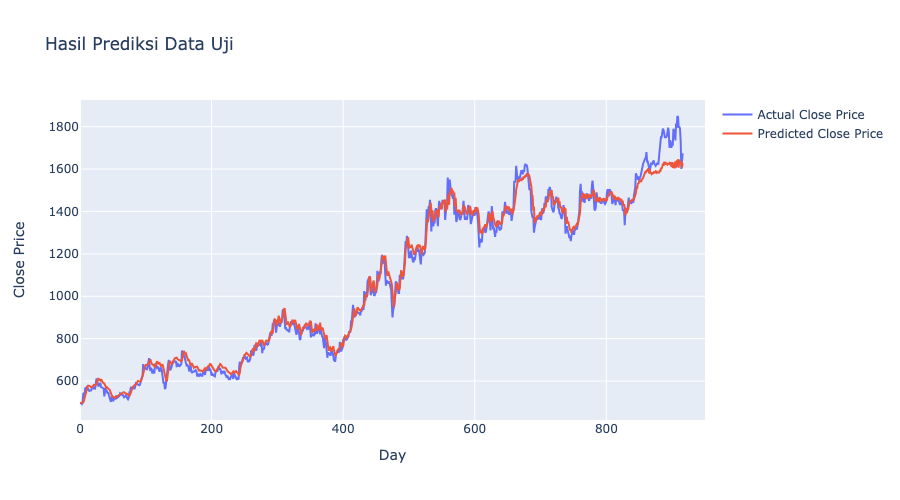 Hasil Prediksi Data Uji
Actual Close Price
Predicted Close Price
1800
1600
1400
1200
1000
800
600
Close Price
0 200 400 600 800
Day